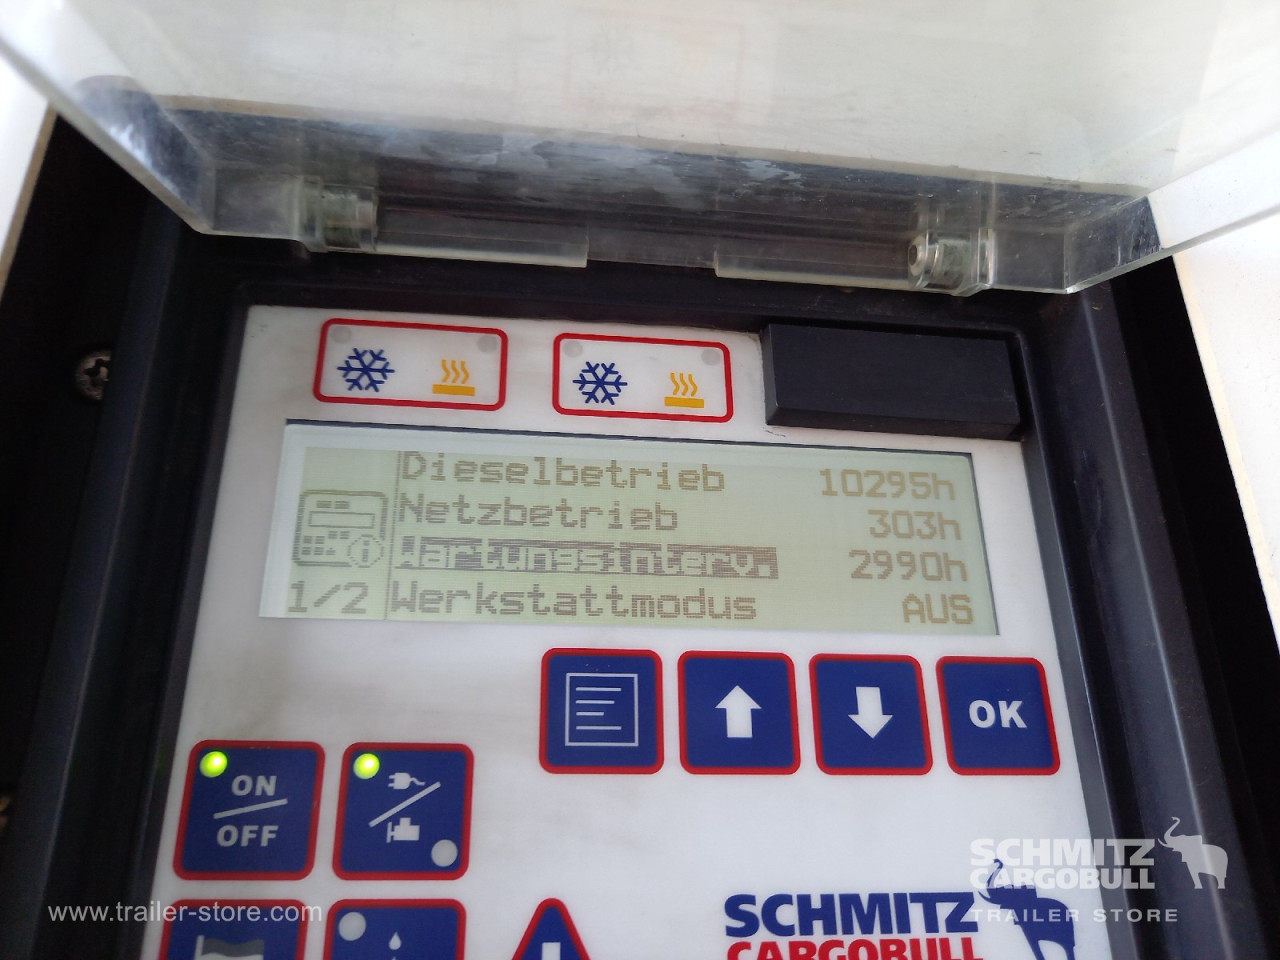 Dieselbetrieb 10295h
Netzbetrieb 303h
Wartungsinterv. 2990h
1/2 Werkstattmodus AUS
OK
ON
OFF
SCHMITZ
CARGOBULL
SCHMITZ
CARGOBULL
TRAILER STORE
www.trailer-store.com